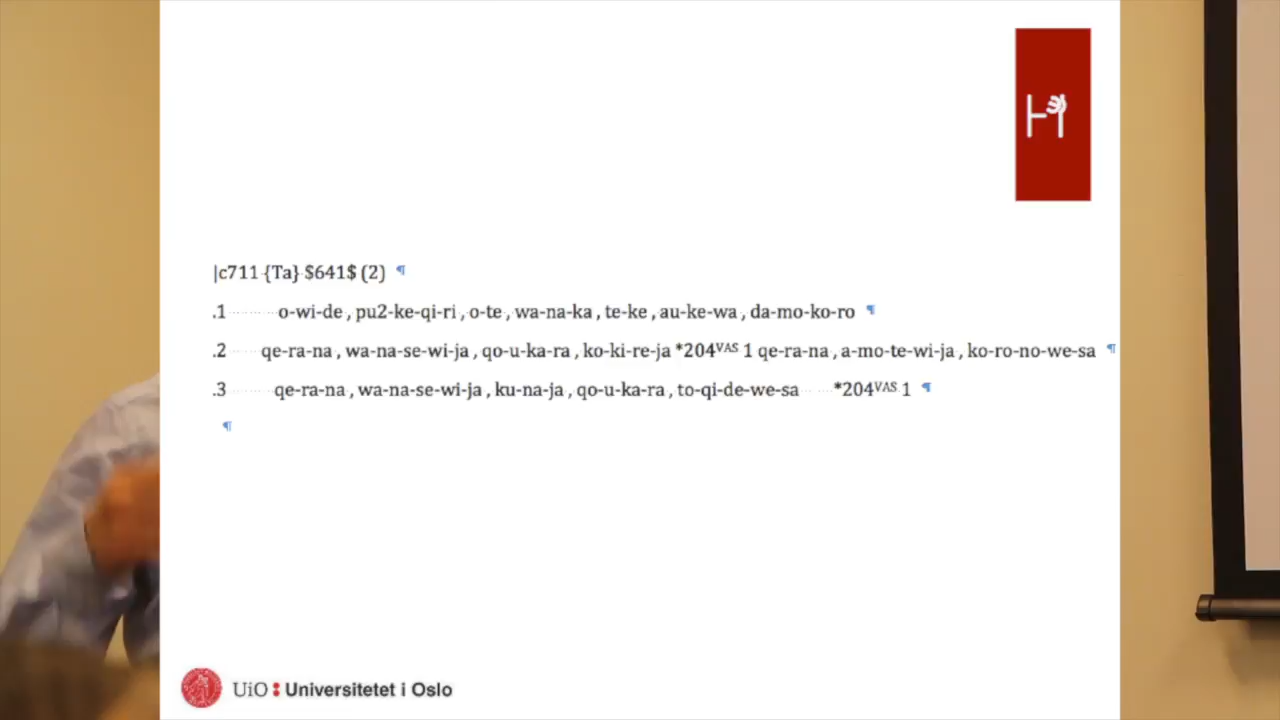 |c711 {Ta} $641$ (2) ¶
.1 o-wi-de , pu2-ke-qi-ri , o-te , wa-na-ka , te-ke , au-ke-wa , da-mo-ko-ro ¶
.2 qe-ra-na , wa-na-se-wi-ja , qo-u-ka-ra , ko-ki-re-ja *204VAS 1 qe-ra-na , a-mo-te-wi-ja , ko-ro-no-we-sa ¶
.3 qe-ra-na , wa-na-se-wi-ja , ku-na-ja , qo-u-ka-ra , to-qi-de-we-sa *204VAS 1 ¶
¶
UiO : Universitetet i Oslo